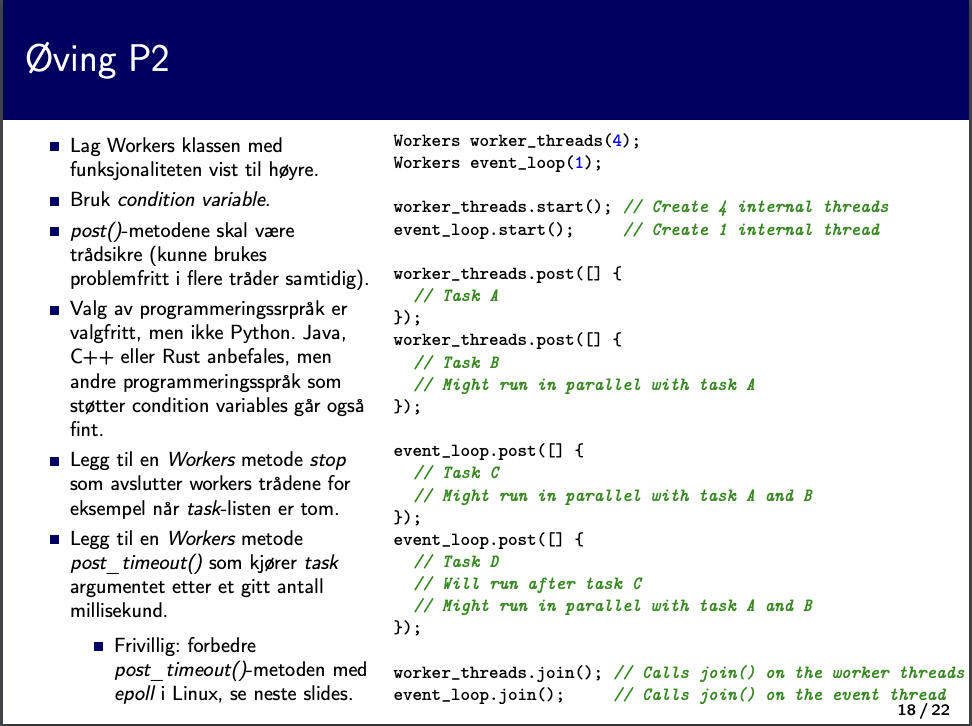 Øving P2
Lag Workers klassen med
funksjonaliteten vist til høyre.
Bruk condition variable.
post()-metodene skal være
trådsikre (kunne brukes
problemfritt i flere tråder samtidig).
Valg av programmeringssrpråk er
valgfritt, men ikke Python. Java,
C++ eller Rust anbefales, men
andre programmeringsspråk som
støtter condition variables går også
fint.
Legg til en Workers metode stop
som avslutter workers trådene for
eksempel når task-listen er tom.
Legg til en Workers metode
post_timeout() som kjører task
argumentet etter et gitt antall
millisekund.
Frivillig: forbedre
post_timeout()-metoden med
epoll i Linux, se neste slides.
Workers worker_threads(4);
Workers event_loop(1);
worker_threads.start(); // Create 4 internal threads
event_loop.start(); // Create 1 internal thread
worker_threads.post([] {
// Task A
});
worker_threads.post([] {
// Task B
// Might run in parallel with task A
});
event_loop.post([] {
// Task C
// Might run in parallel with task A and B
});
event_loop.post([] {
// Task D
// Will run after task C
// Might run in parallel with task A and B
});
worker_threads.join(); // Calls join() on the worker threads
event_loop.join(); // Calls join() on the event thread
18 / 22